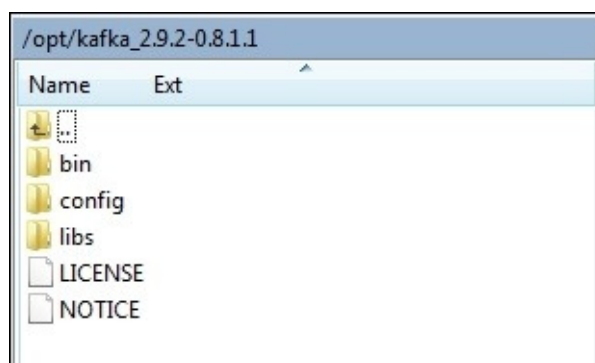 /opt/kafka_2.9.2-0.8.1.1
Name Ext
..
bin
config
libs
LICENSE
NOTICE